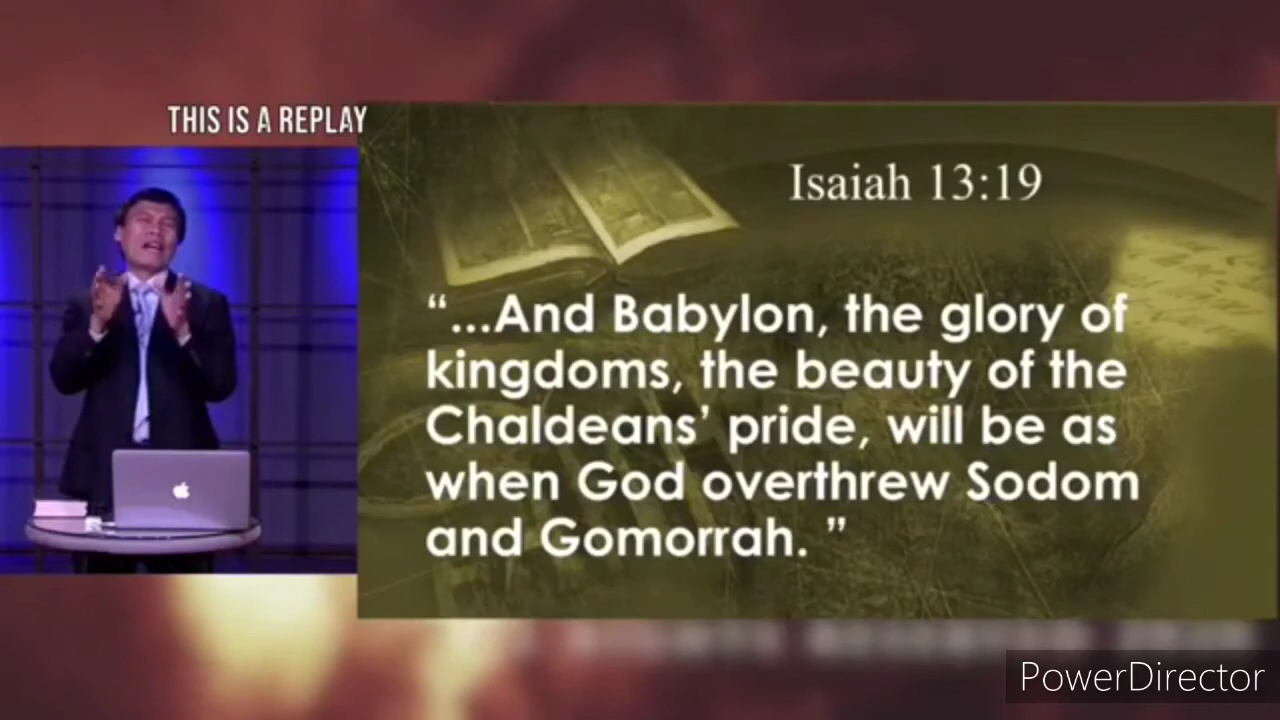 THIS IS A REPLAY
Isaiah 13:19
“...And Babylon, the glory of
kingdoms, the beauty of the
Chaldeans’ pride, will be as
when God overthrew Sodom
and Gomorrah. ”
PowerDirector